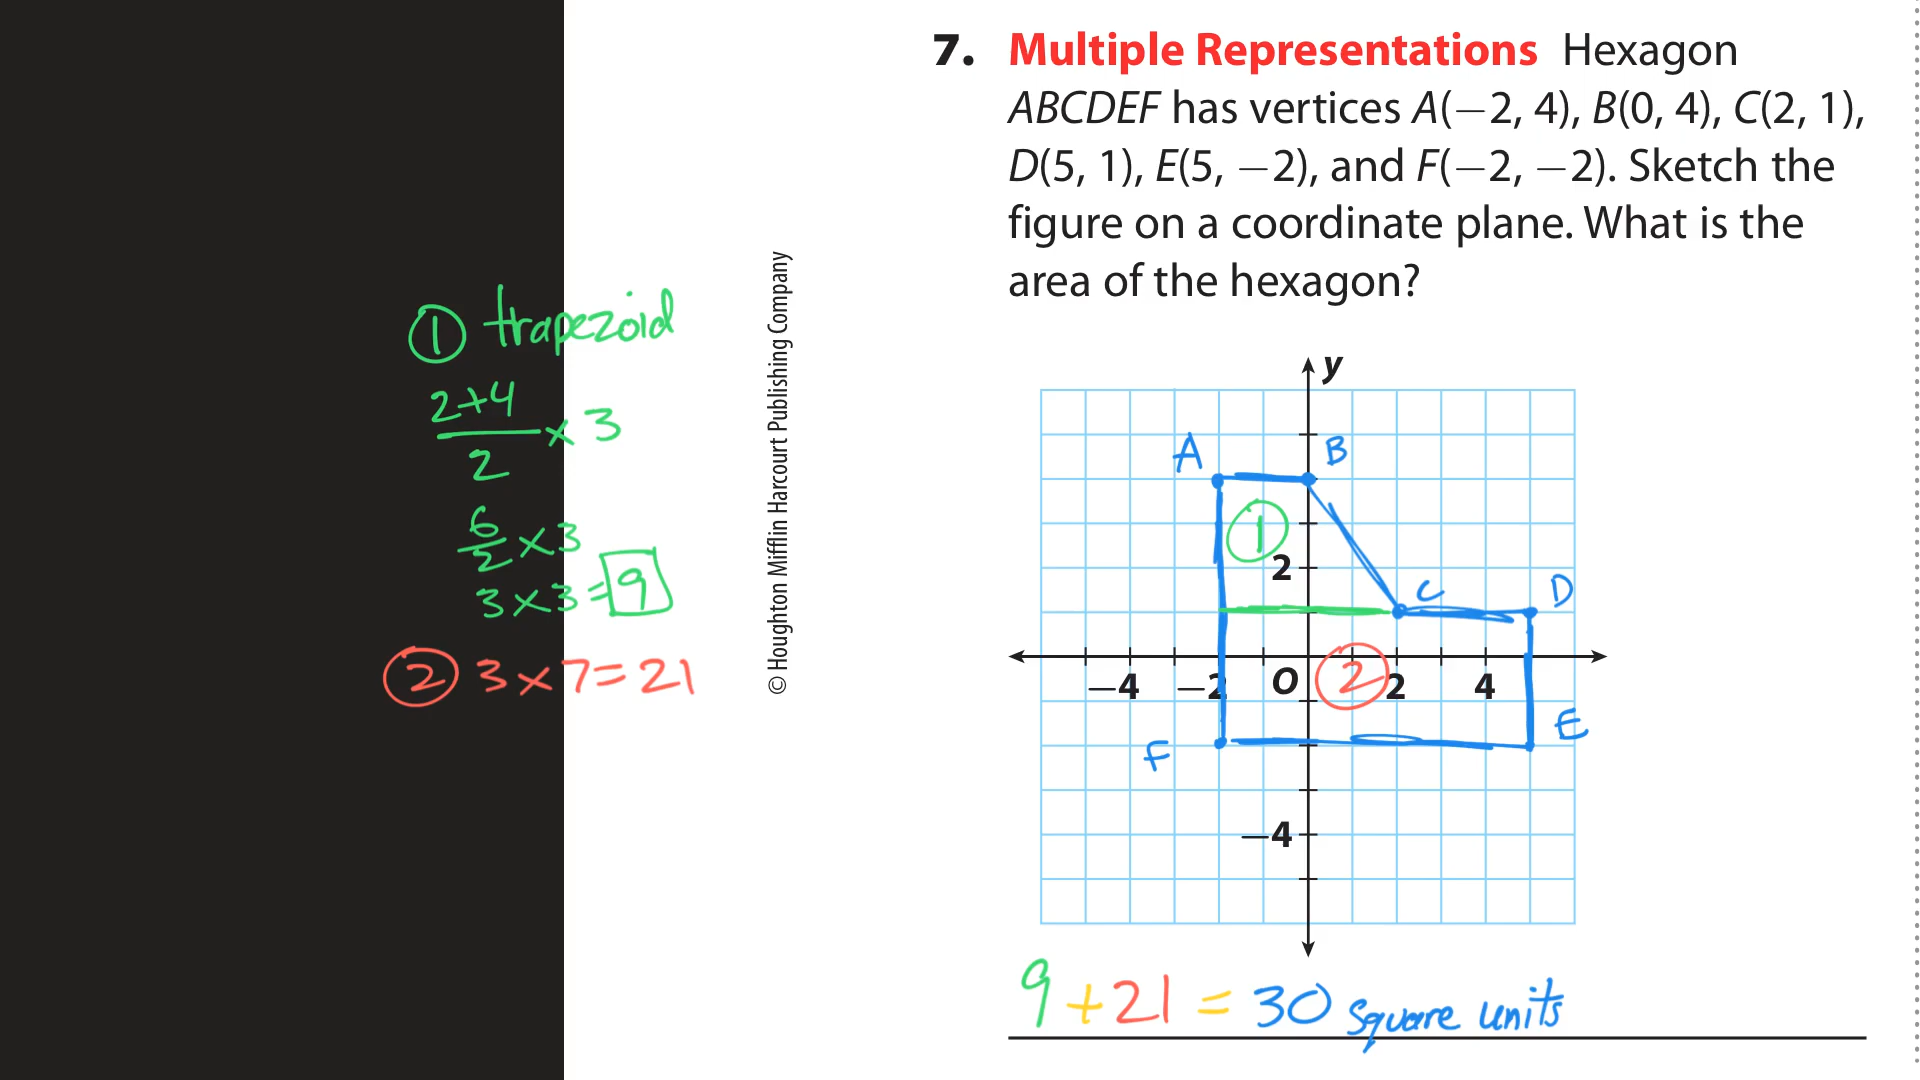 7. Multiple Representations Hexagon
ABCDEF has vertices A(−2, 4), B(0, 4), C(2, 1),
D(5, 1), E(5, −2), and F(−2, −2). Sketch the
figure on a coordinate plane. What is the
area of the hexagon?
© Houghton Mifflin Harcourt Publishing Company
① trapezoid
2+4
× 3
2
6
× 3
2
3 × 3 = 9
② 3 × 7 = 21
y
A B
①
2
C D
−4 −2 O ② 2 4
F E
−4
9 + 21 = 30 square units